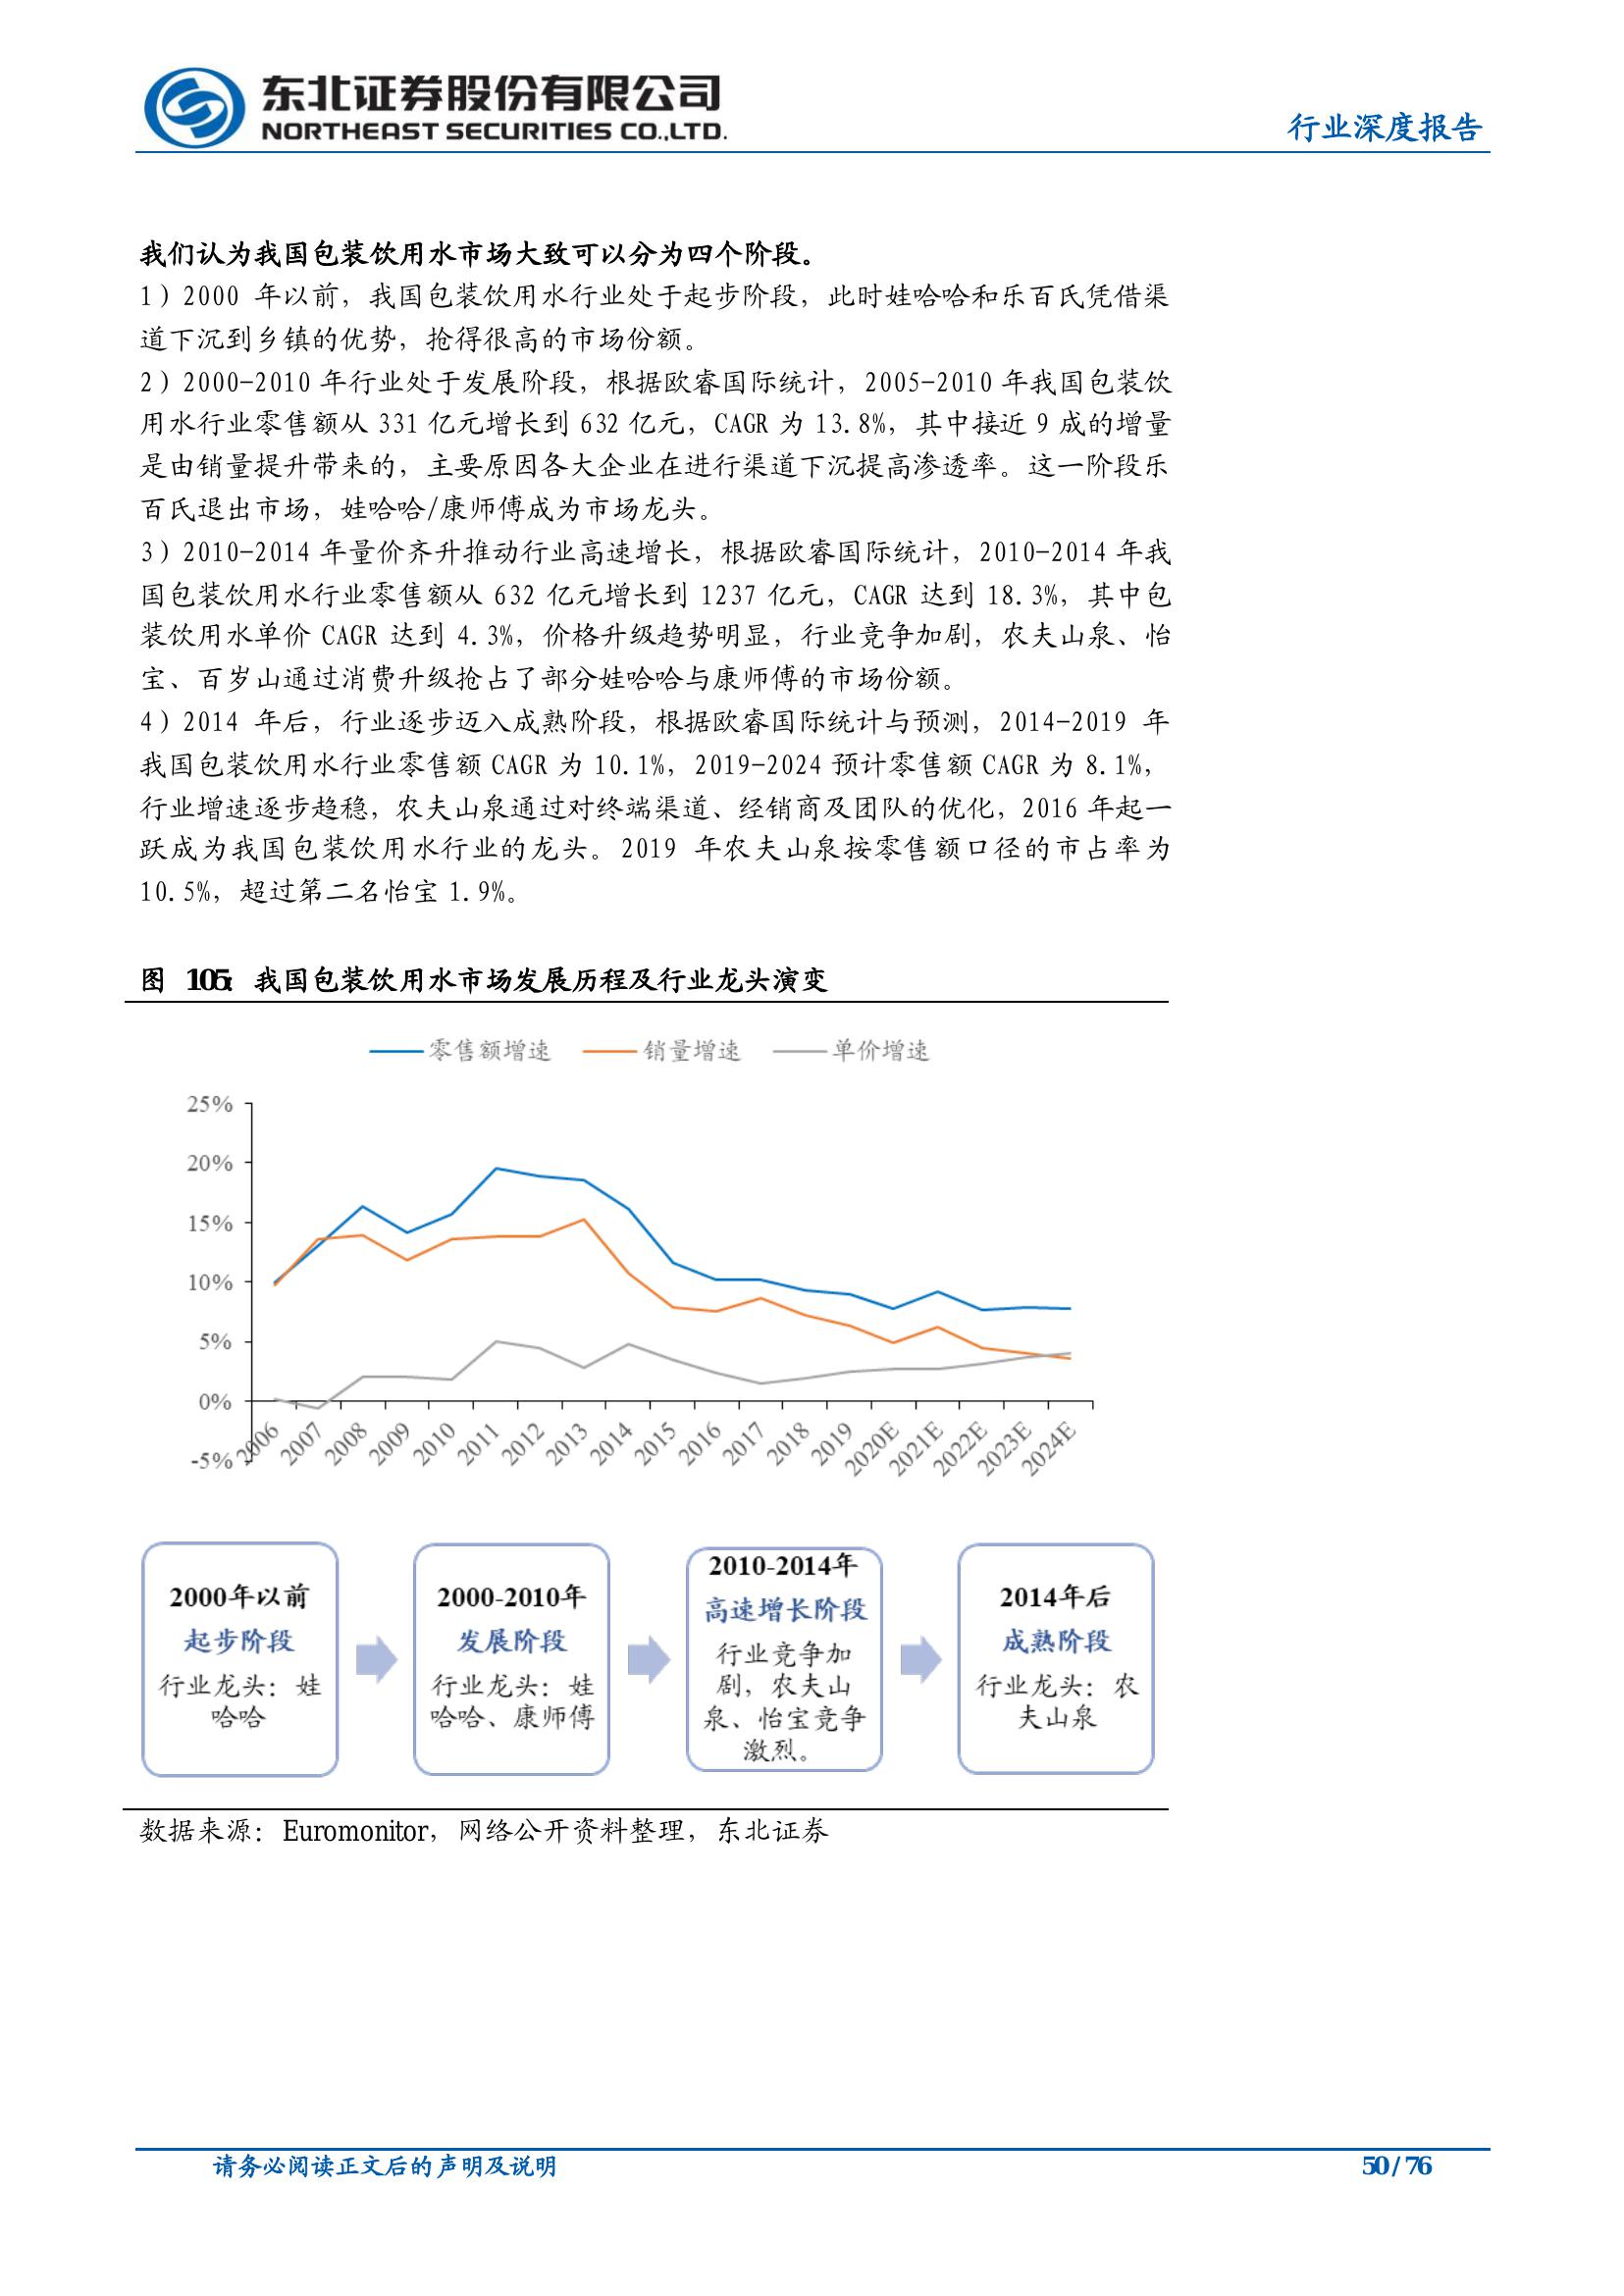 东北证券股份有限公司
NORTHEAST SECURITIES CO.,LTD.
行业深度报告
我们认为我国包装饮用水市场大致可以分为四个阶段。
1）2000 年以前，我国包装饮用水行业处于起步阶段，此时娃哈哈和乐百氏凭借渠
道下沉到乡镇的优势，抢得很高的市场份额。
2）2000-2010 年行业处于发展阶段，根据欧睿国际统计，2005-2010 年我国包装饮
用水行业零售额从 331 亿元增长到 632 亿元，CAGR 为 13.8%，其中接近 9 成的增量
是由销量提升带来的，主要原因各大企业在进行渠道下沉提高渗透率。这一阶段乐
百氏退出市场，娃哈哈/康师傅成为市场龙头。
3）2010-2014 年量价齐升推动行业高速增长，根据欧睿国际统计，2010-2014 年我
国包装饮用水行业零售额从 632 亿元增长到 1237 亿元，CAGR 达到 18.3%，其中包
装饮用水单价 CAGR 达到 4.3%，价格升级趋势明显，行业竞争加剧，农夫山泉、怡
宝、百岁山通过消费升级抢占了部分娃哈哈与康师傅的市场份额。
4）2014 年后，行业逐步迈入成熟阶段，根据欧睿国际统计与预测，2014-2019 年
我国包装饮用水行业零售额 CAGR 为 10.1%，2019-2024 预计零售额 CAGR 为 8.1%，
行业增速逐步趋稳，农夫山泉通过对终端渠道、经销商及团队的优化，2016 年起一
跃成为我国包装饮用水行业的龙头。2019 年农夫山泉按零售额口径的市占率为
10.5%，超过第二名怡宝 1.9%。
图 105：我国包装饮用水市场发展历程及行业龙头演变
零售额增速 销量增速 单价增速
25%
20%
15%
10%
5%
0%
-5%
2006 2007 2008 2009 2010 2011 2012 2013 2014 2015 2016 2017 2018 2019 2020E 2021E 2022E 2023E 2024E
2000年以前
起步阶段
行业龙头：娃
哈哈
2000-2010年
发展阶段
行业龙头：娃
哈哈、康师傅
2010-2014年
高速增长阶段
行业竞争加
剧，农夫山
泉、怡宝竞争
激烈。
2014年后
成熟阶段
行业龙头：农
夫山泉
数据来源：Euromonitor，网络公开资料整理，东北证券
请务必阅读正文后的声明及说明
50 / 76